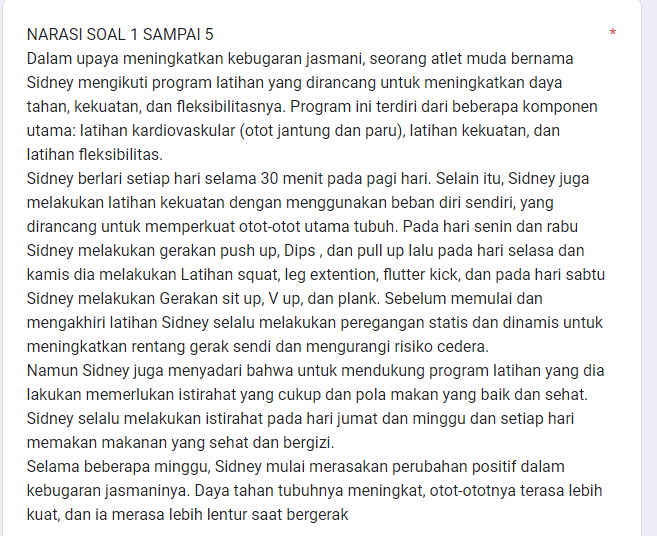 NARASI SOAL 1 SAMPAI 5 *
Dalam upaya meningkatkan kebugaran jasmani, seorang atlet muda bernama
Sidney mengikuti program latihan yang dirancang untuk meningkatkan daya
tahan, kekuatan, dan fleksibilitasnya. Program ini terdiri dari beberapa komponen
utama: latihan kardiovaskular (otot jantung dan paru), latihan kekuatan, dan
latihan fleksibilitas.
Sidney berlari setiap hari selama 30 menit pada pagi hari. Selain itu, Sidney juga
melakukan latihan kekuatan dengan menggunakan beban diri sendiri, yang
dirancang untuk memperkuat otot-otot utama tubuh. Pada hari senin dan rabu
Sidney melakukan gerakan push up, Dips , dan pull up lalu pada hari selasa dan
kamis dia melakukan Latihan squat, leg extention, flutter kick, dan pada hari sabtu
Sidney melakukan Gerakan sit up, V up, dan plank. Sebelum memulai dan
mengakhiri latihan Sidney selalu melakukan peregangan statis dan dinamis untuk
meningkatkan rentang gerak sendi dan mengurangi risiko cedera.
Namun Sidney juga menyadari bahwa untuk mendukung program latihan yang dia
lakukan memerlukan istirahat yang cukup dan pola makan yang baik dan sehat.
Sidney selalu melakukan istirahat pada hari jumat dan minggu dan setiap hari
memakan makanan yang sehat dan bergizi.
Selama beberapa minggu, Sidney mulai merasakan perubahan positif dalam
kebugaran jasmaninya. Daya tahan tubuhnya meningkat, otot-ototnya terasa lebih
kuat, dan ia merasa lebih lentur saat bergerak